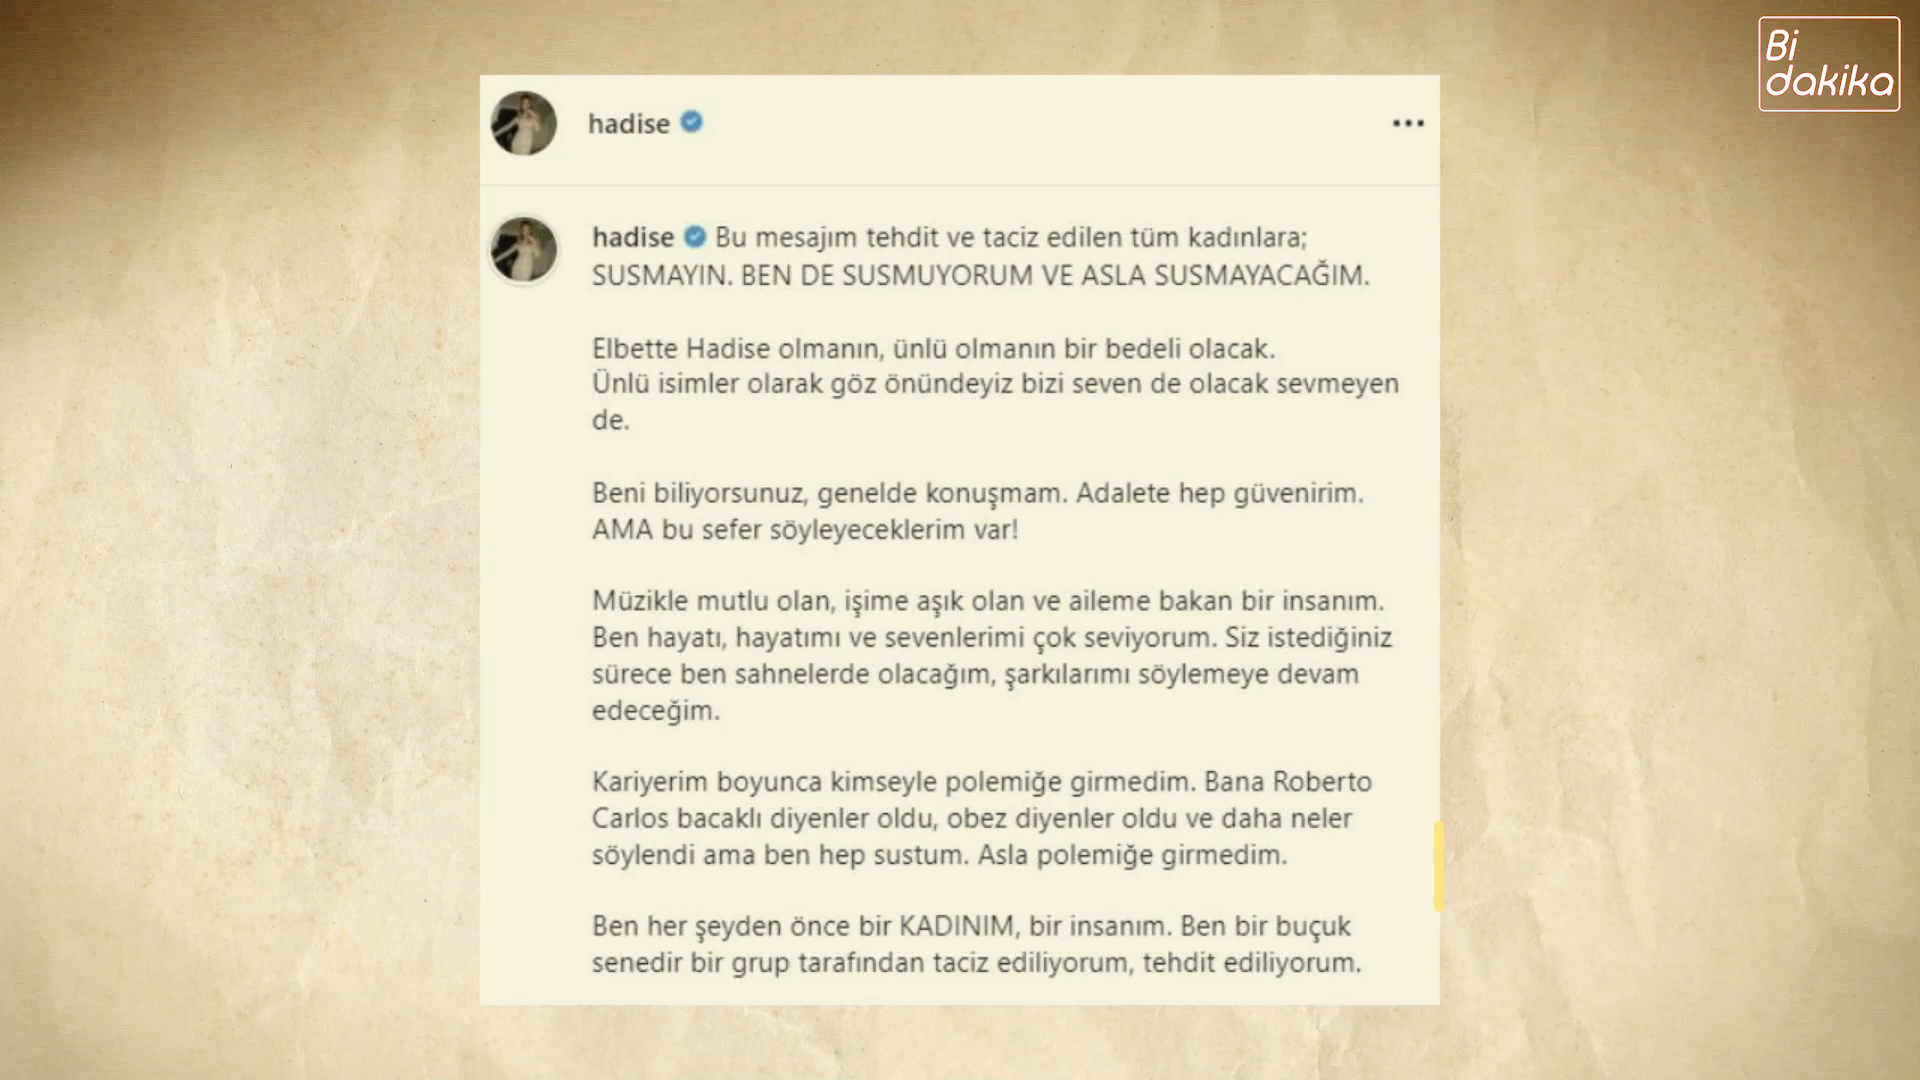 Bi
dakika
hadise
hadise Bu mesajım tehdit ve taciz edilen tüm kadınlara;
SUSMAYIN. BEN DE SUSMUYORUM VE ASLA SUSMAYACAĞIM.
Elbette Hadise olmanın, ünlü olmanın bir bedeli olacak.
Ünlü isimler olarak göz önündeyiz bizi seven de olacak sevmeyen
de.
Beni biliyorsunuz, genelde konuşmam. Adalete hep güvenirim.
AMA bu sefer söyleyeceklerim var!
Müzikle mutlu olan, işime aşık olan ve aileme bakan bir insanım.
Ben hayatı, hayatımı ve sevenlerimi çok seviyorum. Siz istediğiniz
sürece ben sahnelerde olacağım, şarkılarımı söylemeye devam
edeceğim.
Kariyerim boyunca kimseyle polemiğe girmedim. Bana Roberto
Carlos bacaklı diyenler oldu, obez diyenler oldu ve daha neler
söylendi ama ben hep sustum. Asla polemiğe girmedim.
Ben her şeyden önce bir KADINIM, bir insanım. Ben bir buçuk
senedir bir grup tarafından taciz ediliyorum, tehdit ediliyorum.